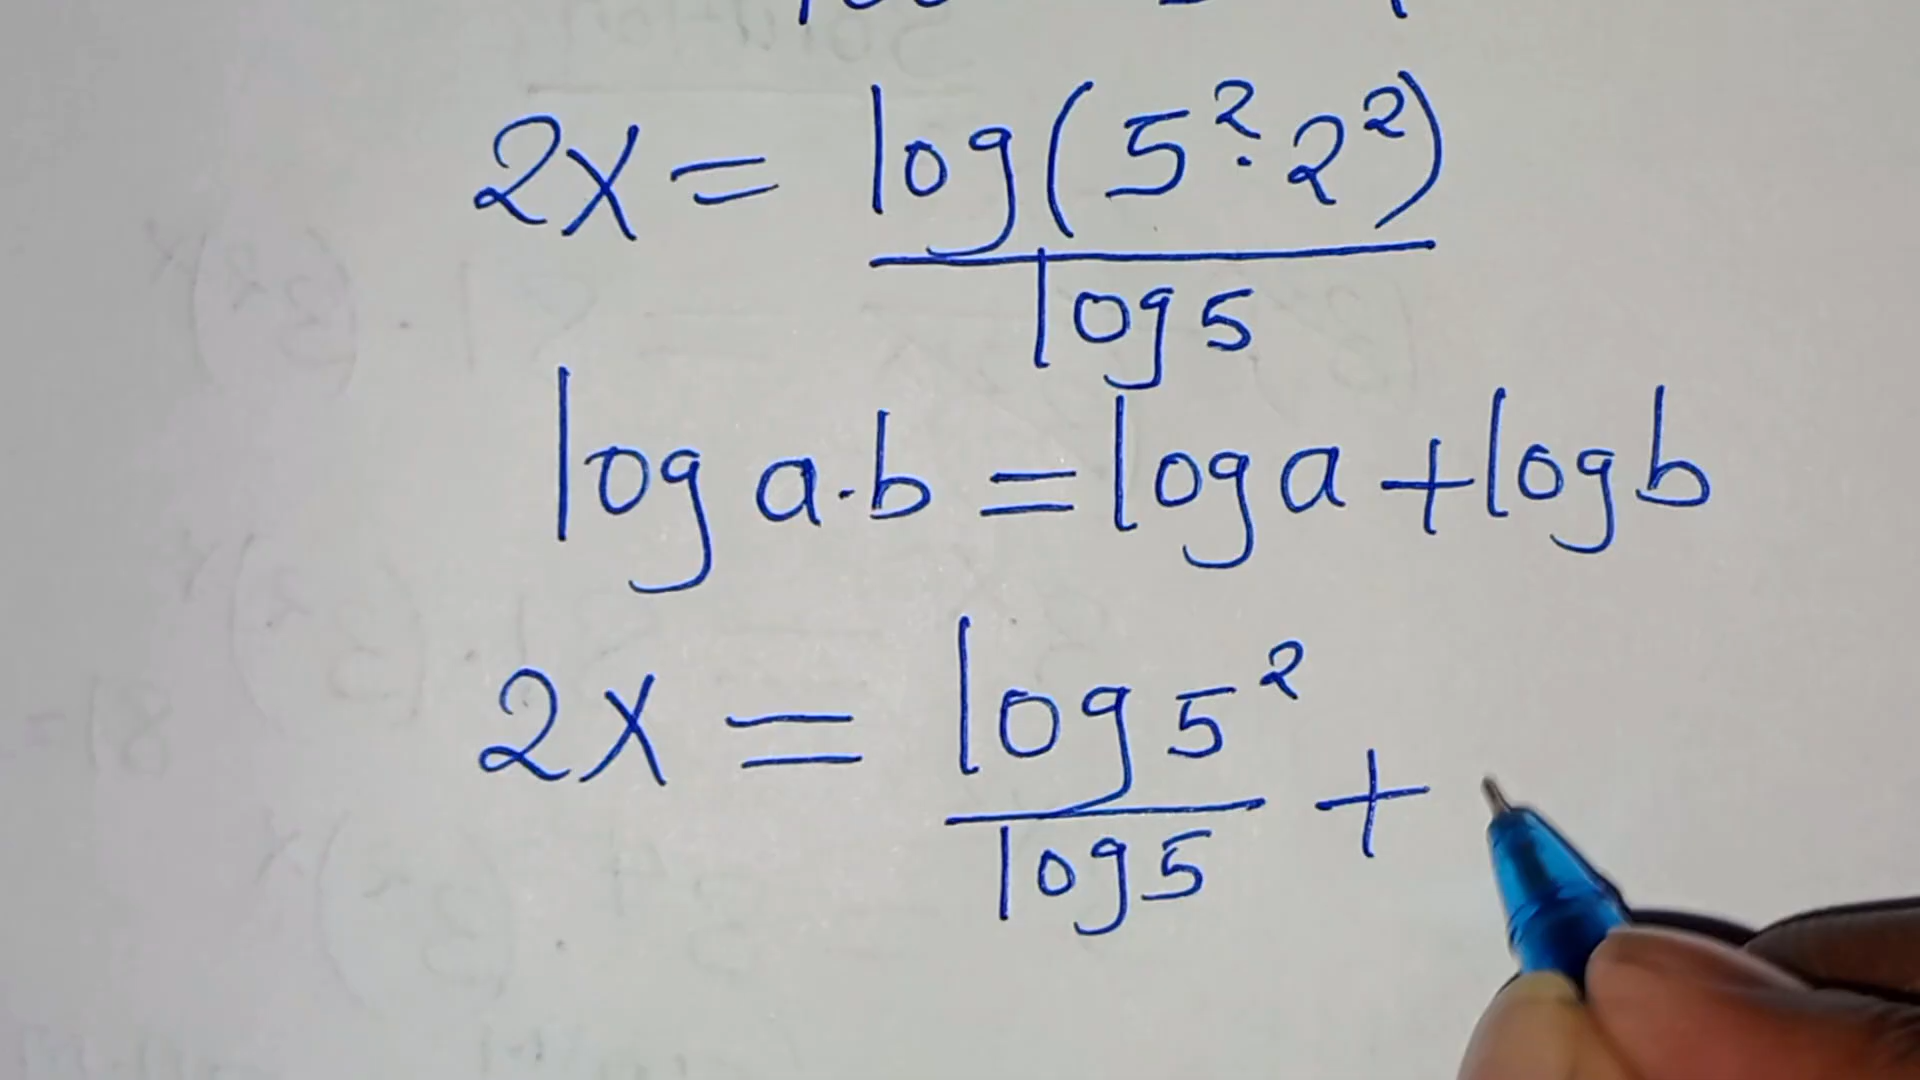 2x = log(5²·2²)
log5
log a·b = log a + log b
2x = log5² +
log5